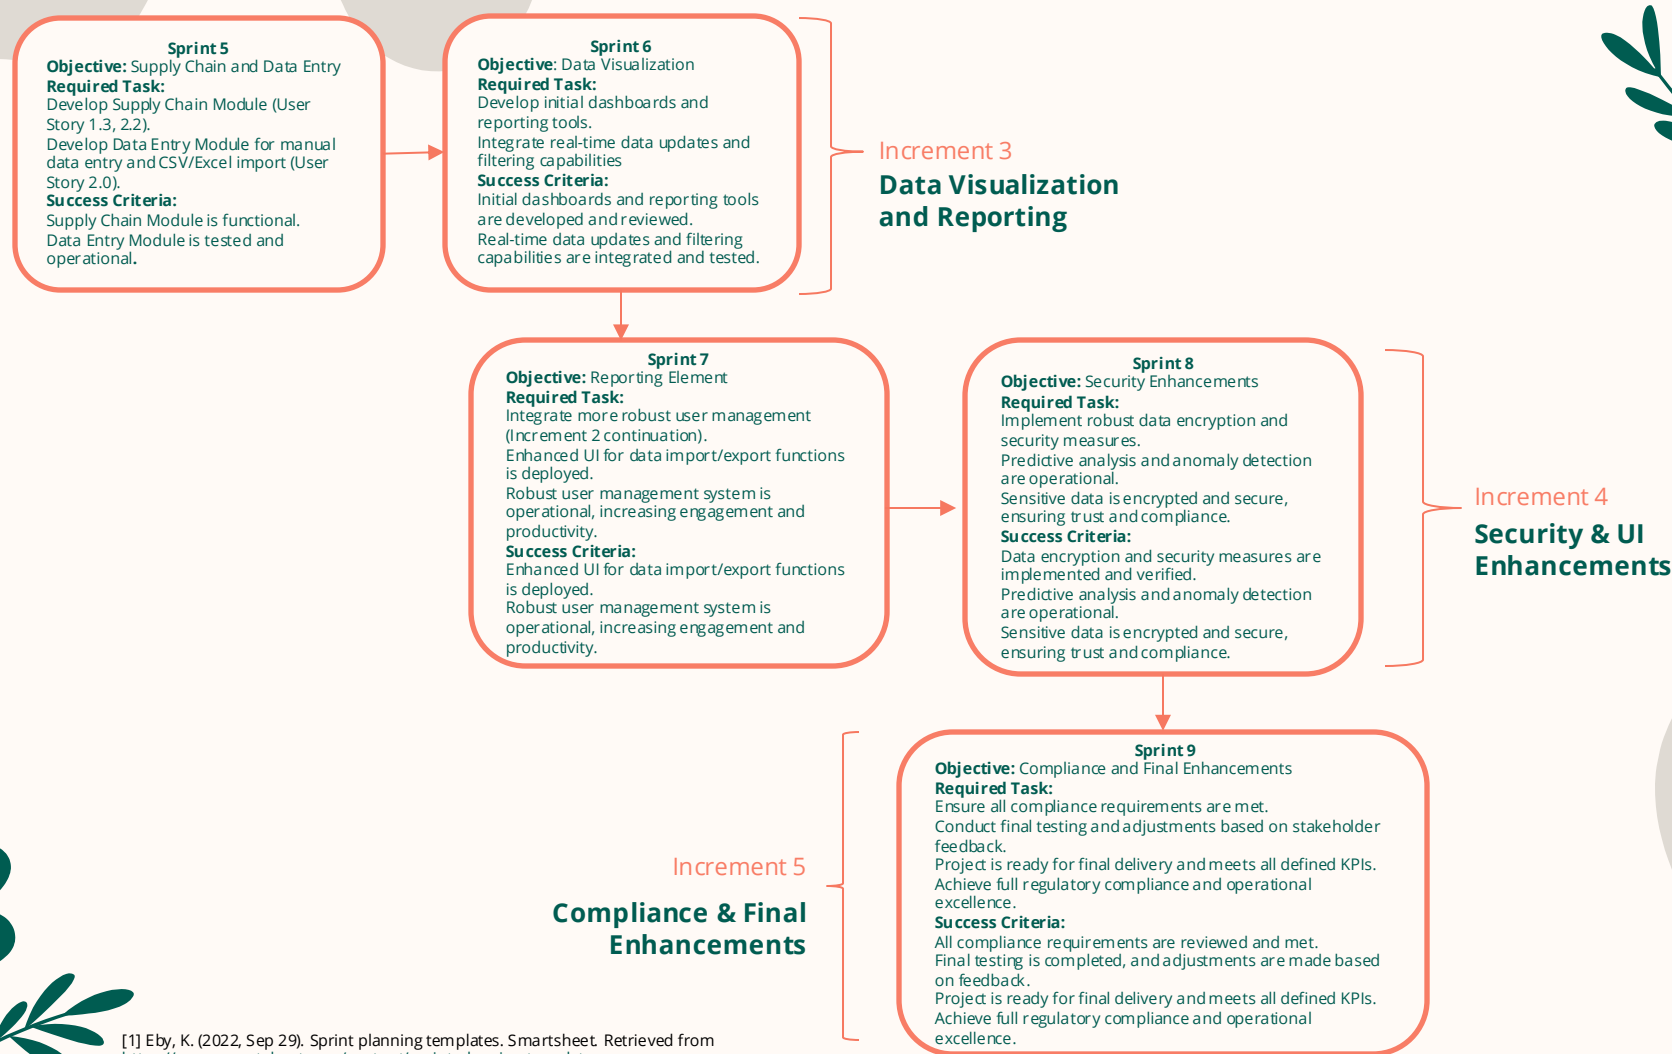 Sprint 5
Objective: Supply Chain and Data Entry
Required Task:
Develop Supply Chain Module (User
Story 1.3, 2.2).
Develop Data Entry Module for manual
data entry and CSV/Excel import (User
Story 2.0).
Success Criteria:
Supply Chain Module is functional.
Data Entry Module is tested and
operational.
Sprint 6
Objective: Data Visualization
Required Task:
Develop initial dashboards and
reporting tools.
Integrate real-time data updates and
filtering capabilities
Success Criteria:
Initial dashboards and reporting tools
are developed and reviewed.
Real-time data updates and filtering
capabilities are integrated and tested.
Increment 3
Data Visualization
and Reporting
Sprint 7
Objective: Reporting Element
Required Task:
Integrate more robust user management
(Increment 2 continuation).
Enhanced UI for data import/export functions
is deployed.
Robust user management system is
operational, increasing engagement and
productivity.
Success Criteria:
Enhanced UI for data import/export functions
is deployed.
Robust user management system is
operational, increasing engagement and
productivity.
Sprint 8
Objective: Security Enhancements
Required Task:
Implement robust data encryption and
security measures.
Predictive analysis and anomaly detection
are operational.
Sensitive data is encrypted and secure,
ensuring trust and compliance.
Success Criteria:
Data encryption and security measures are
implemented and verified.
Predictive analysis and anomaly detection
are operational.
Sensitive data is encrypted and secure,
ensuring trust and compliance.
Increment 4
Security & UI
Enhancements
Increment 5
Compliance & Final
Enhancements
Sprint 9
Objective: Compliance and Final Enhancements
Required Task:
Ensure all compliance requirements are met.
Conduct final testing and adjustments based on stakeholder
feedback.
Project is ready for final delivery and meets all defined KPIs.
Achieve full regulatory compliance and operational
excellence.
Success Criteria:
All compliance requirements are reviewed and met.
Final testing is completed, and adjustments are made based
on feedback.
Project is ready for final delivery and meets all defined KPIs.
Achieve full regulatory compliance and operational
excellence.
[1] Eby, K. (2022, Sep 29). Sprint planning templates. Smartsheet. Retrieved from